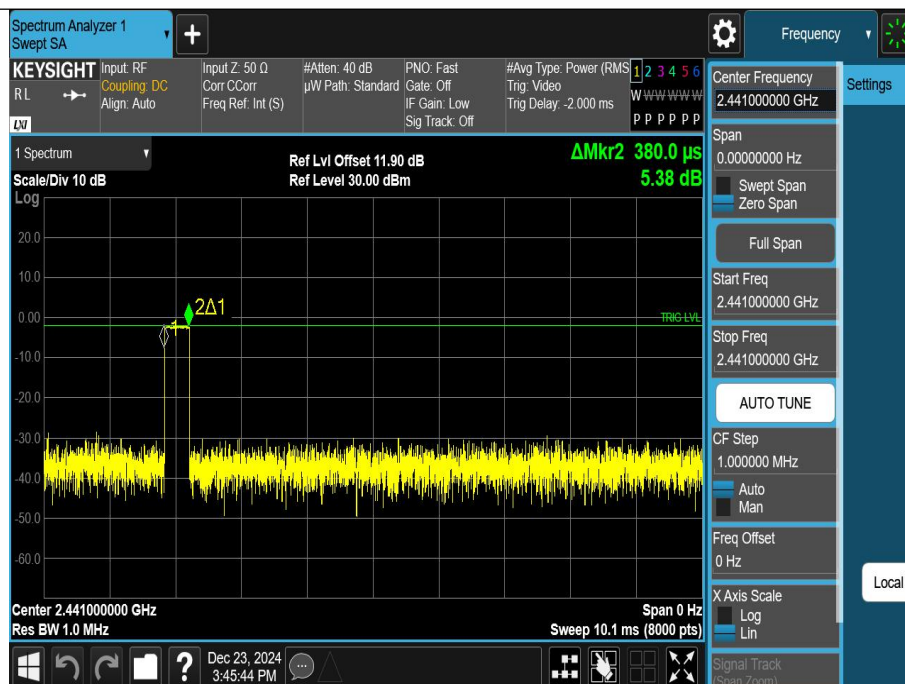 Spectrum Analyzer 1
Swept SA
+
Frequency
KEYSIGHT
RL
LXI
Input: RF
Coupling: DC
Align: Auto
Input Z: 50 Ω
Corr CCorr
Freq Ref: Int (S)
#Atten: 40 dB
µW Path: Standard
PNO: Fast
Gate: Off
IF Gain: Low
Sig Track: Off
#Avg Type: Power (RMS
Trig: Video
Trig Delay: -2.000 ms
1 2 3 4 5 6
W W W W W W
P P P P P P
1 Spectrum
Scale/Div 10 dB
Log
Ref Lvl Offset 11.90 dB
Ref Level 30.00 dBm
ΔMkr2 380.0 µs
5.38 dB
20.0
10.0
0.00
-10.0
-20.0
-30.0
-40.0
-50.0
-60.0
2Δ1
1
TRIG LVL
Center 2.441000000 GHz
Res BW 1.0 MHz
Span 0 Hz
Sweep 10.1 ms (8000 pts)
Dec 23, 2024
3:45:44 PM
?
Center Frequency
2.441000000 GHz
Span
0.00000000 Hz
Swept Span
Zero Span
Full Span
Start Freq
2.441000000 GHz
Stop Freq
2.441000000 GHz
AUTO TUNE
CF Step
1.000000 MHz
Auto
Man
Freq Offset
0 Hz
X Axis Scale
Log
Lin
Signal Track
(Span Zoom)
Settings
Local